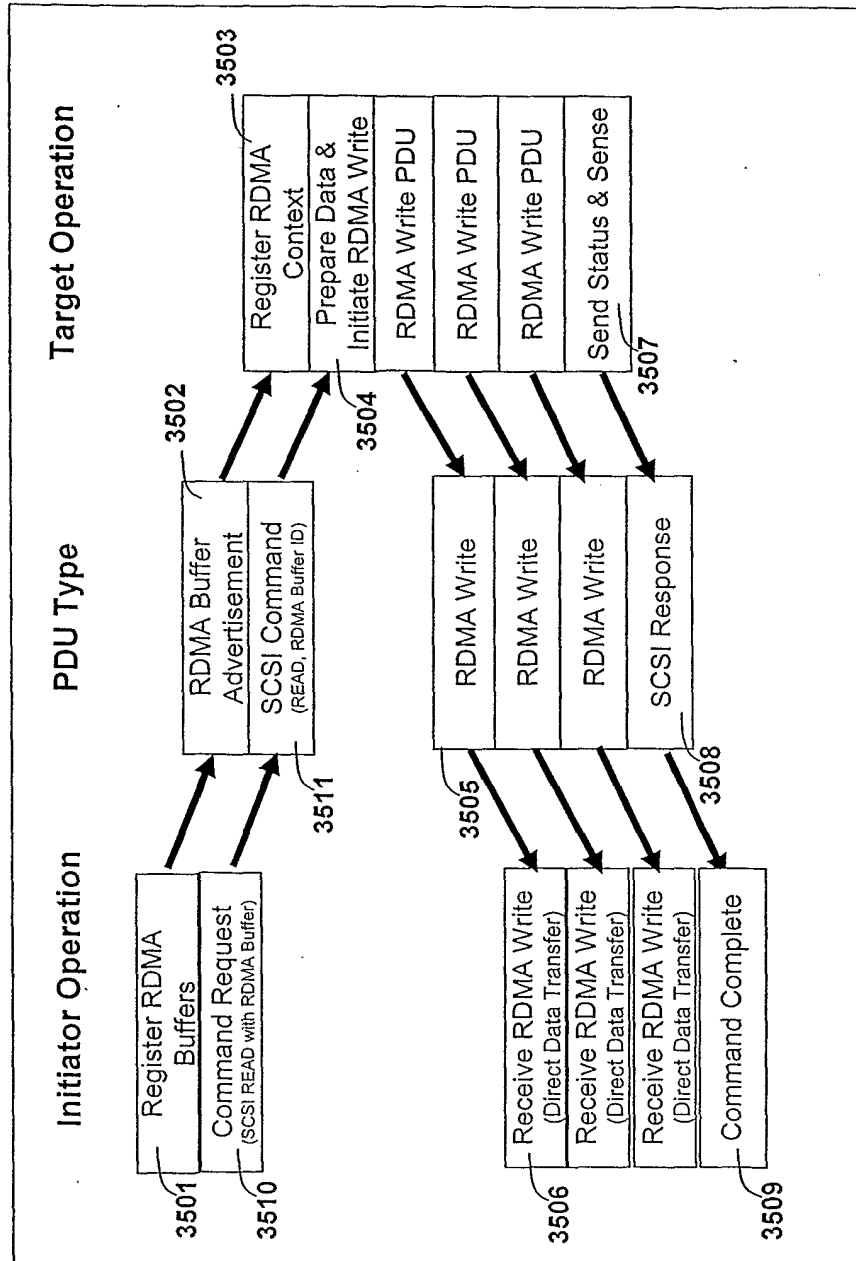 Initiator Operation
PDU Type
Target Operation
3501
Register RDMA
Buffers
3510
Command Request
(SCSI READ with RDMA Buffer)
3502
RDMA Buffer
Advertisement
SCSI Command
(READ, RDMA Buffer ID)
3511
3503
Register RDMA
Context
Prepare Data &
Initiate RDMA Write
3504
RDMA Write PDU
RDMA Write PDU
RDMA Write PDU
Send Status & Sense
3507
RDMA Write
3505
RDMA Write
RDMA Write
SCSI Response
3508
Receive RDMA Write
(Direct Data Transfer)
3506
Receive RDMA Write
(Direct Data Transfer)
Receive RDMA Write
(Direct Data Transfer)
Command Complete
3509